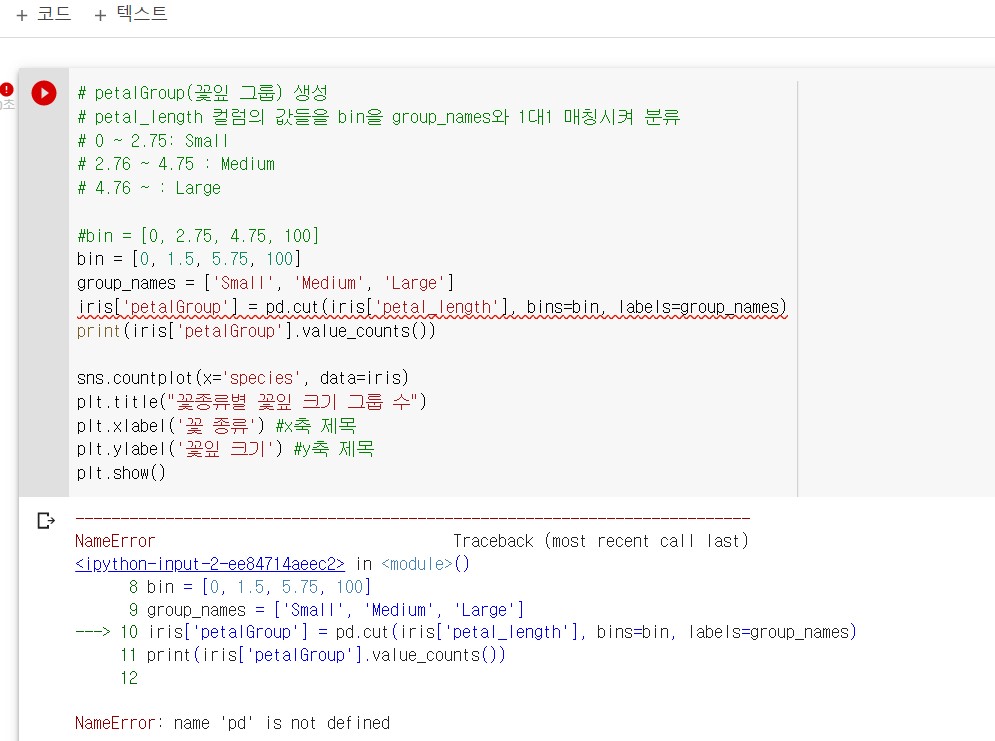 + 코드 + 텍스트
# petalGroup(꽃잎 그룹) 생성
# petal_length 컬럼의 값들을 bin을 group_names와 1대1 매칭시켜 분류
# 0 ~ 2.75: Small
# 2.76 ~ 4.75 : Medium
# 4.76 ~ : Large
#bin = [0, 2.75, 4.75, 100]
bin = [0, 1.5, 5.75, 100]
group_names = ['Small', 'Medium', 'Large']
iris['petalGroup'] = pd.cut(iris['petal_length'], bins=bin, labels=group_names)
print(iris['petalGroup'].value_counts())
sns.countplot(x='species', data=iris)
plt.title("꽃종류별 꽃잎 크기 그룹 수")
plt.xlabel('꽃 종류') #x축 제목
plt.ylabel('꽃잎 크기') #y축 제목
plt.show()
---------------------------------------------------------------------------
NameError Traceback (most recent call last)
<ipython-input-2-ee84714aeec2> in <module>()
8 bin = [0, 1.5, 5.75, 100]
9 group_names = ['Small', 'Medium', 'Large']
---> 10 iris['petalGroup'] = pd.cut(iris['petal_length'], bins=bin, labels=group_names)
11 print(iris['petalGroup'].value_counts())
12
NameError: name 'pd' is not defined